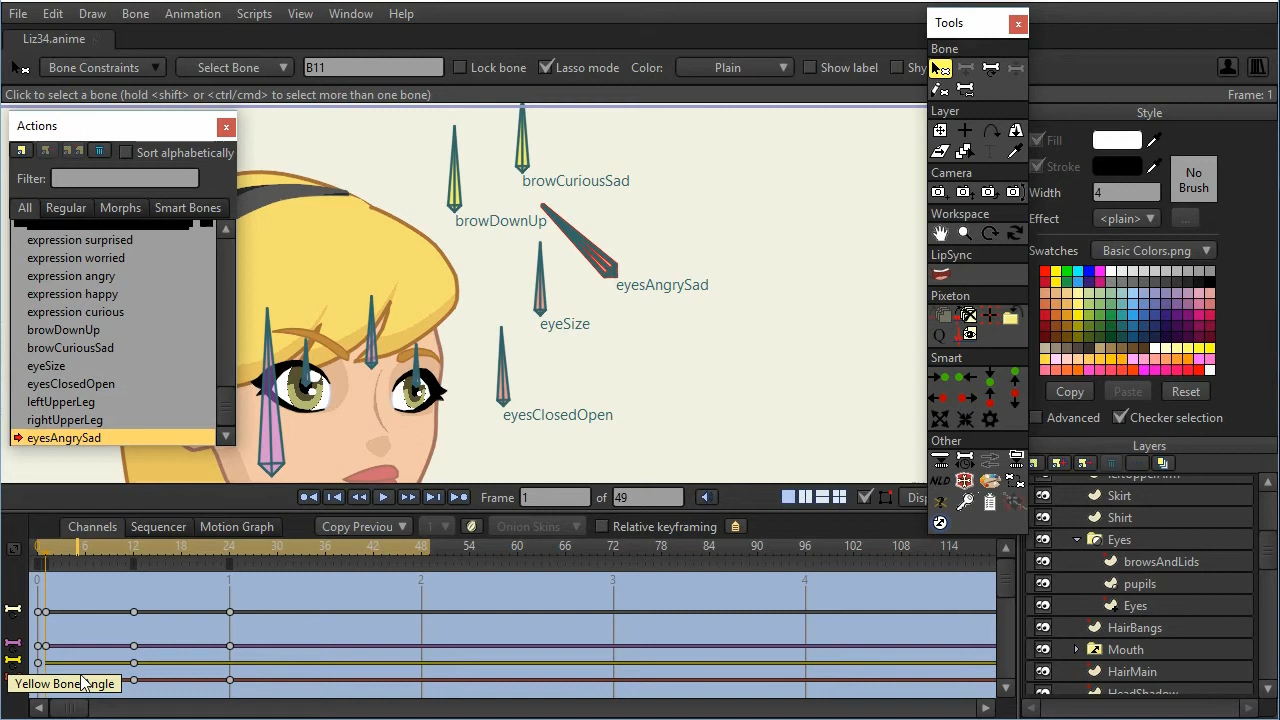 File Edit Draw Bone Animation Scripts View Window Help
Liz34.anime
Bone Constraints Select Bone B11 Lock bone Lasso mode Color: Plain Show label Shy
Click to select a bone (hold <shift> or <ctrl/cmd> to select more than one bone)
Frame: 1
Actions
Sort alphabetically
Filter:
All Regular Morphs Smart Bones
expression surprised
expression worried
expression angry
expression happy
expression curious
browDownUp
browCuriousSad
eyeSize
eyesClosedOpen
leftUpperLeg
rightUpperLeg
eyesAngrySad
browCuriousSad
browDownUp
eyesAngrySad
eyeSize
eyesClosedOpen
Tools
Bone
Layer
Camera
Workspace
LipSync
Pixeton
Smart
Other
NLD
Style
Fill
Stroke
No
Brush
Width 4
Effect <plain> ...
Swatches Basic Colors.png
Copy Paste Reset
Advanced Checker selection
Layers
Skirt
Shirt
Eyes
browsAndLids
pupils
Eyes
HairBangs
Mouth
HairMain
HeadShadow
Frame 1 of 49
Channels Sequencer Motion Graph Copy Previou 1 Onion Skins Relative keyframing
6 12 18 24 30 36 42 48 54 60 66 72 78 84 90 96 102 108 114
0 1 2 3 4
Yellow Bone Angle